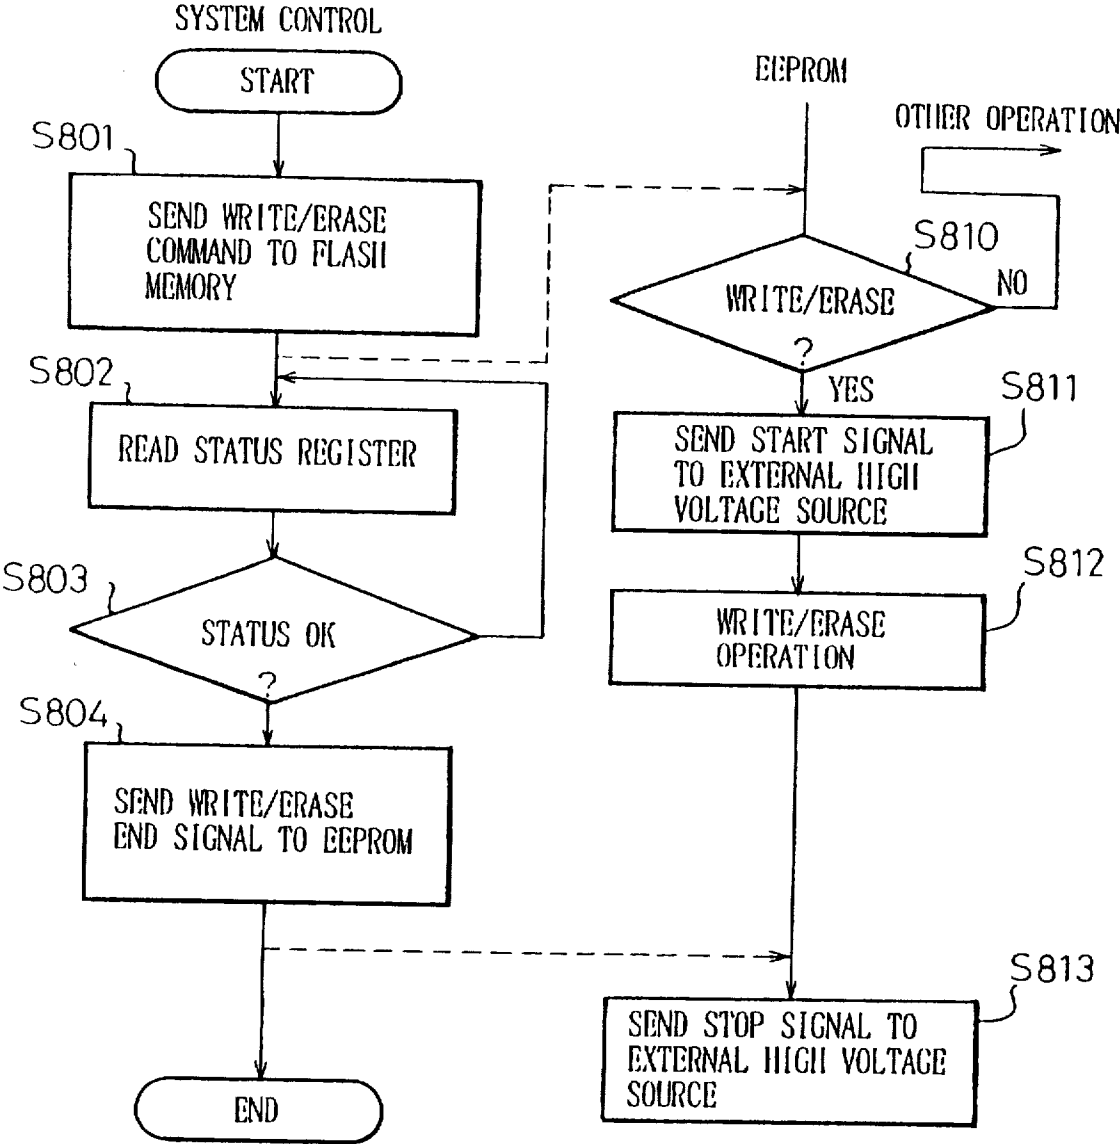 SYSTEM CONTROL
START
S801
SEND WRITE/ERASE
COMMAND TO FLASH
MEMORY
S802
READ STATUS REGISTER
S803
STATUS OK
?
S804
SEND WRITE/ERASE
END SIGNAL TO EEPROM
END
EEPROM
OTHER OPERATION
S810
WRITE/ERASE
?
NO
YES
S811
SEND START SIGNAL
TO EXTERNAL HIGH
VOLTAGE SOURCE
S812
WRITE/ERASE
OPERATION
S813
SEND STOP SIGNAL TO
EXTERNAL HIGH VOLTAGE
SOURCE